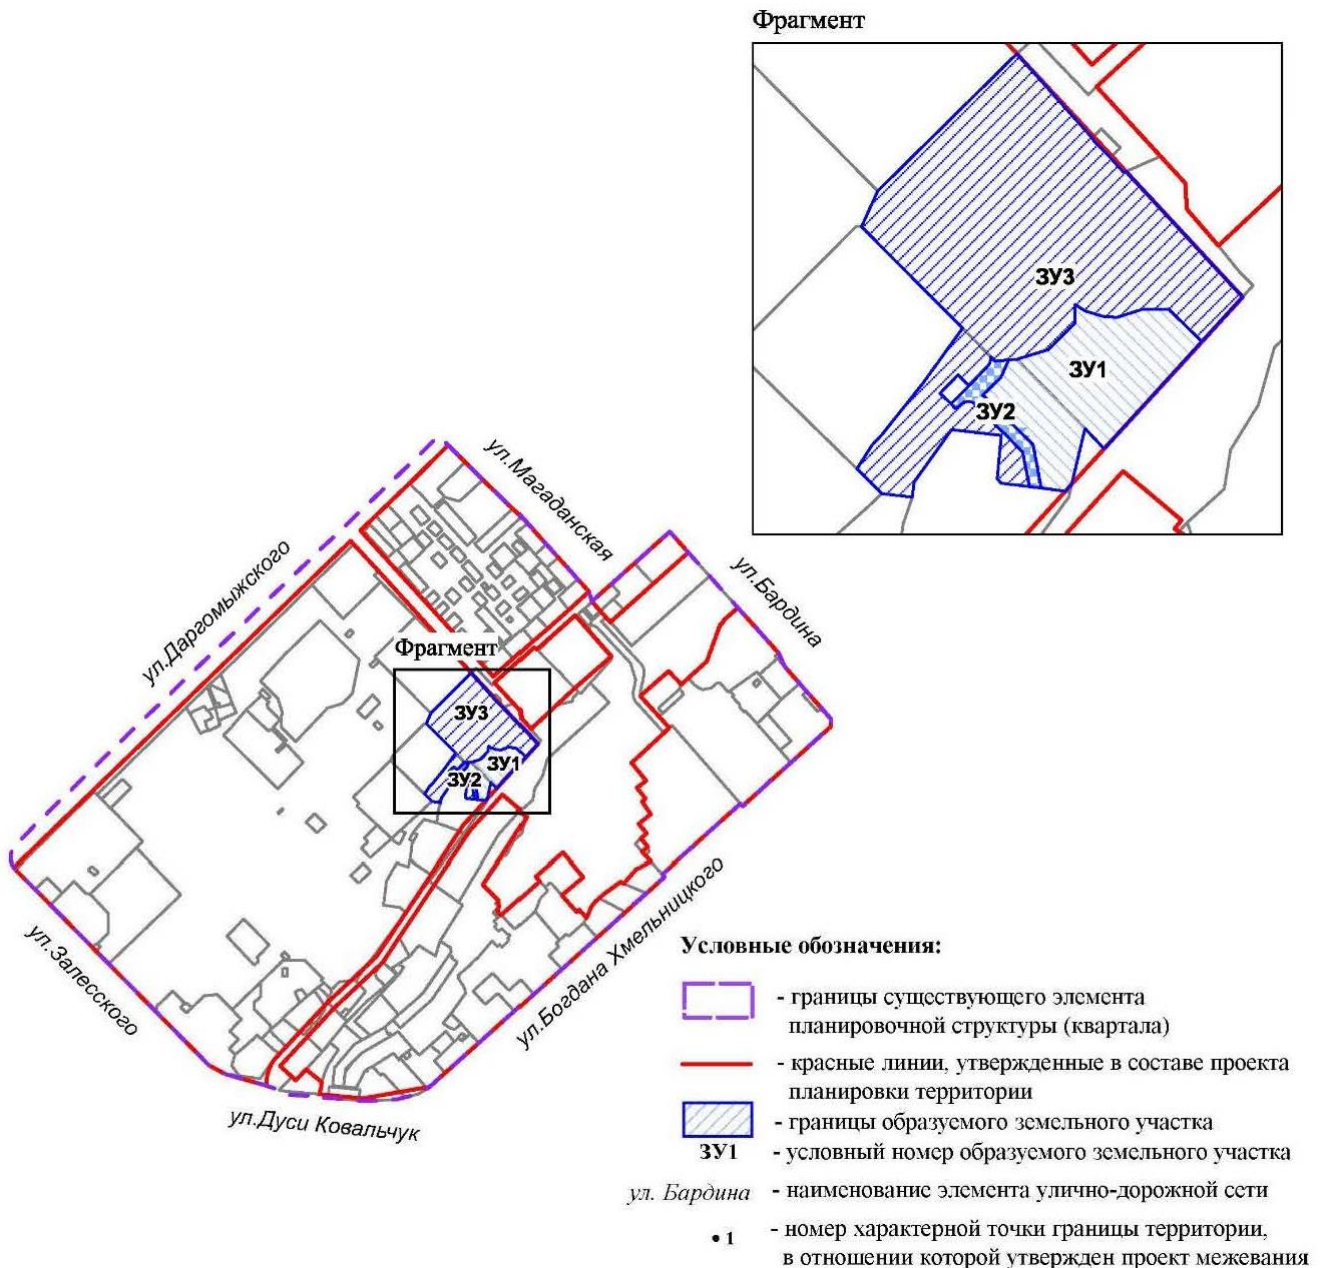 Фрагмент
ЗУ3
ЗУ1
ЗУ2
ул.Магаданская
ул.Бардина
ул.Даргомыжского
Фрагмент
ЗУ3
ЗУ1
ЗУ2
ул.Залесского
ул.Богдана Хмельницкого
ул.Дуси Ковальчук
Условные обозначения:
- границы существующего элемента
планировочной структуры (квартала)
- красные линии, утвержденные в составе проекта
планировки территории
- границы образуемого земельного участка
ЗУ1 - условный номер образуемого земельного участка
ул. Бардина - наименование элемента улично-дорожной сети
• 1 - номер характерной точки границы территории,
в отношении которой утвержден проект межевания